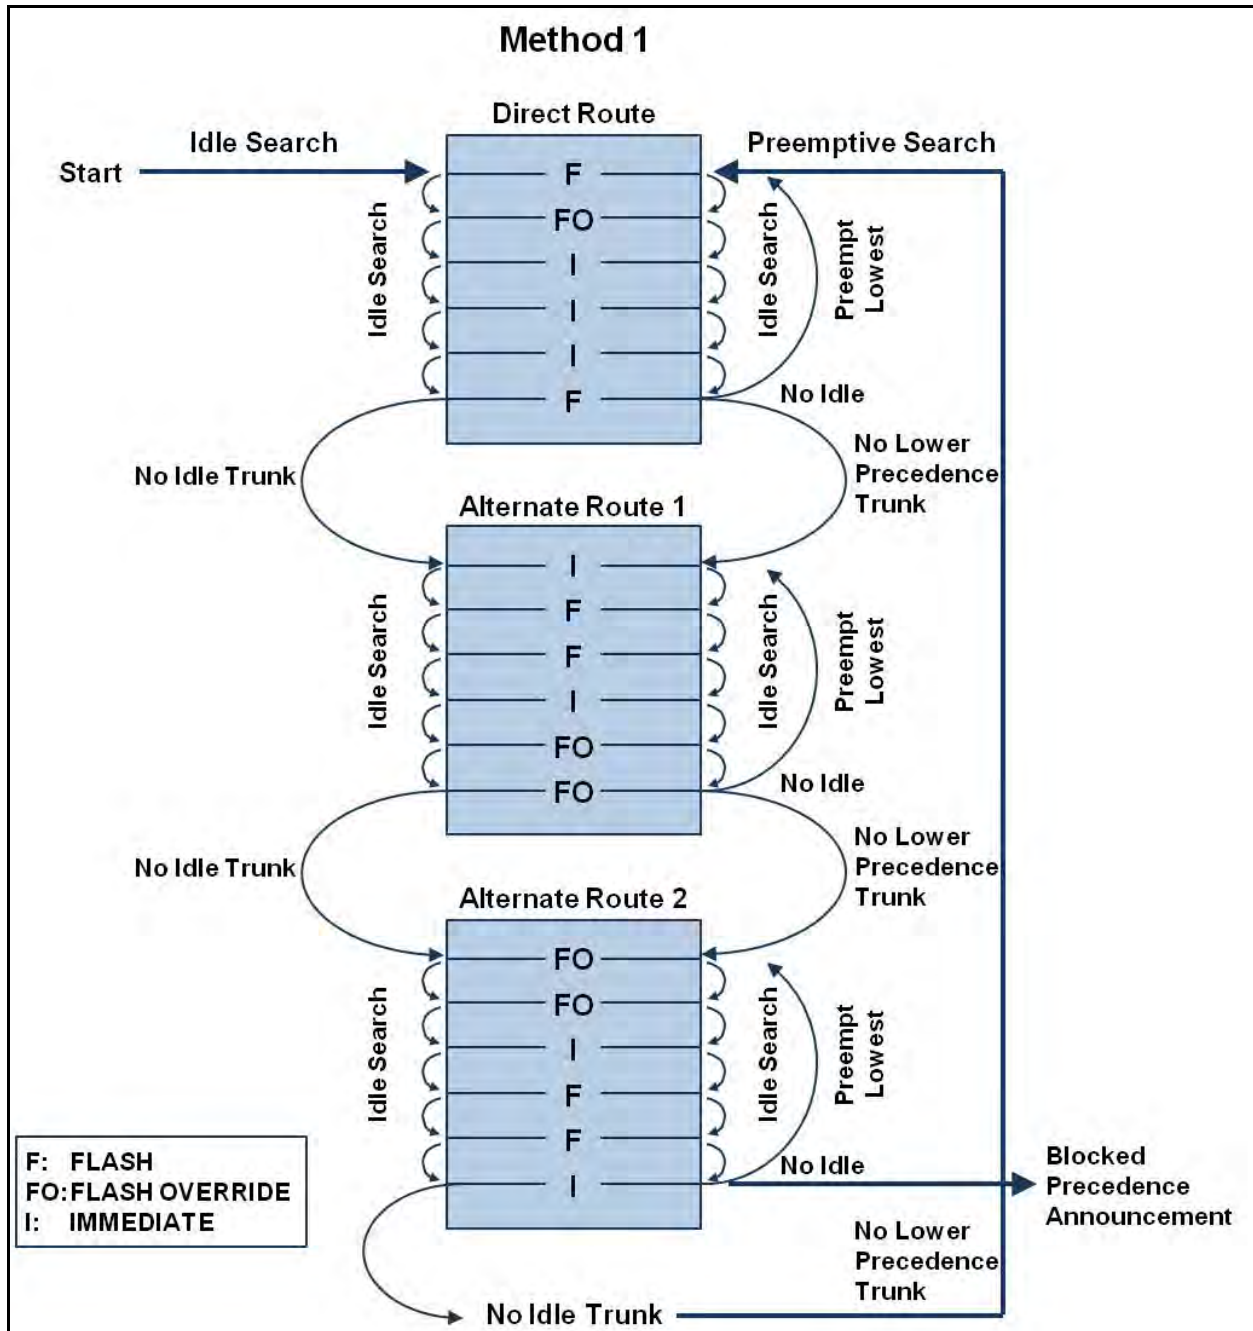 Method 1
Direct Route
Idle Search
Preemptive Search
Start
F
FO
I
I
I
F
Idle Search
Idle Search
Preempt
Lowest
No Idle
No Idle Trunk
No Lower
Precedence
Trunk
Alternate Route 1
I
F
F
I
FO
FO
Idle Search
Idle Search
Preempt
Lowest
No Idle
No Idle Trunk
No Lower
Precedence
Trunk
Alternate Route 2
FO
FO
I
F
F
I
Idle Search
Idle Search
Preempt
Lowest
No Idle
Blocked
Precedence
Announcement
F: FLASH
FO:FLASH OVERRIDE
I: IMMEDIATE
No Lower
Precedence
Trunk
No Idle Trunk